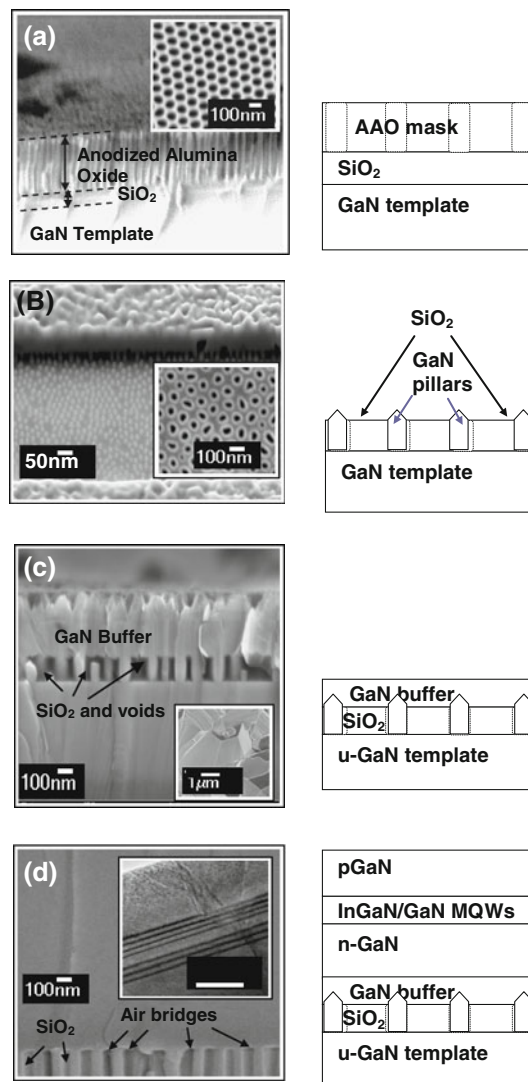 (a)
100nm
Anodized Alumina
Oxide
SiO₂
GaN Template
AAO mask
SiO₂
GaN template
(B)
50nm
100nm
SiO₂
GaN
pillars
GaN template
(c)
GaN Buffer
SiO₂ and voids
100nm
1μm
GaN buffer
SiO₂
u-GaN template
(d)
100nm
SiO₂
Air bridges
pGaN
InGaN/GaN MQWs
n-GaN
GaN buffer
SiO₂
u-GaN template